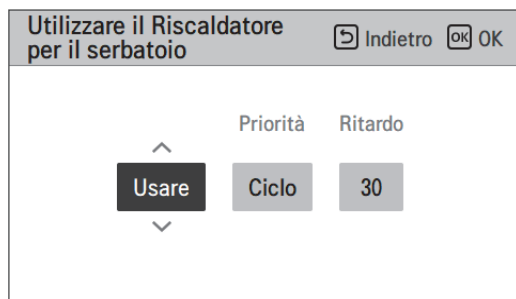 Utilizzare il Riscaldatore
per il serbatoio
Indietro OK OK
Priorità Ritardo
Usare Ciclo 30